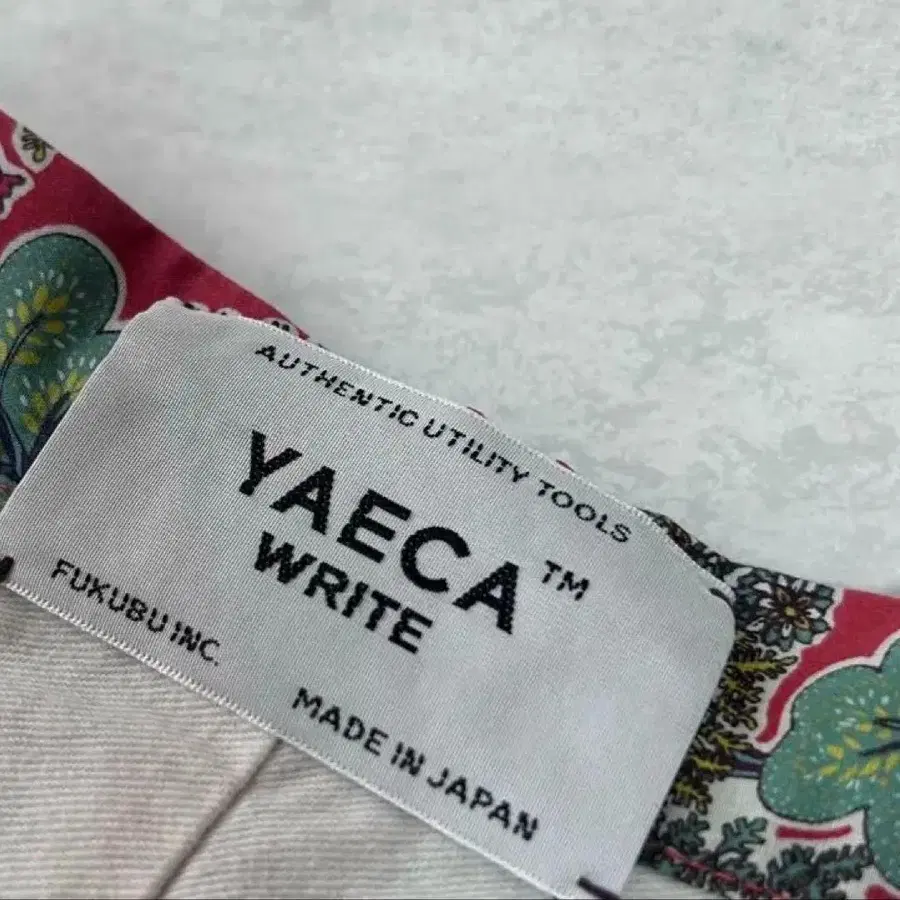 AUTHENTIC UTILITY TOOLS
YAECA™
WRITE
FUKUBU INC.
MADE IN JAPAN